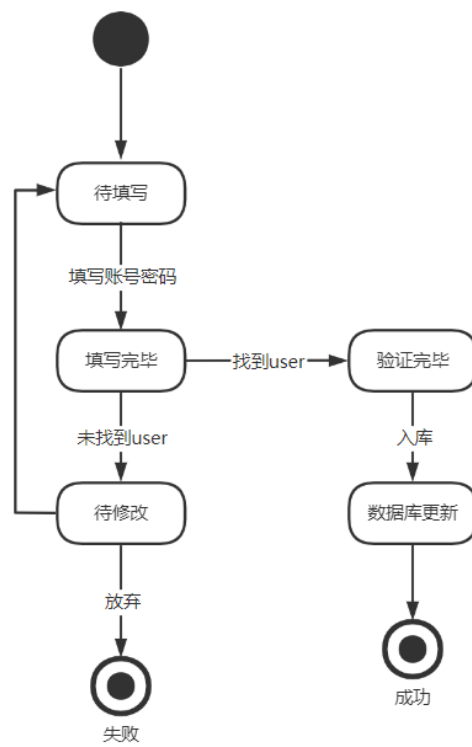 待填写
填写账号密码
填写完毕
找到user
验证完毕
未找到user
入库
待修改
数据库更新
放弃
成功
失败